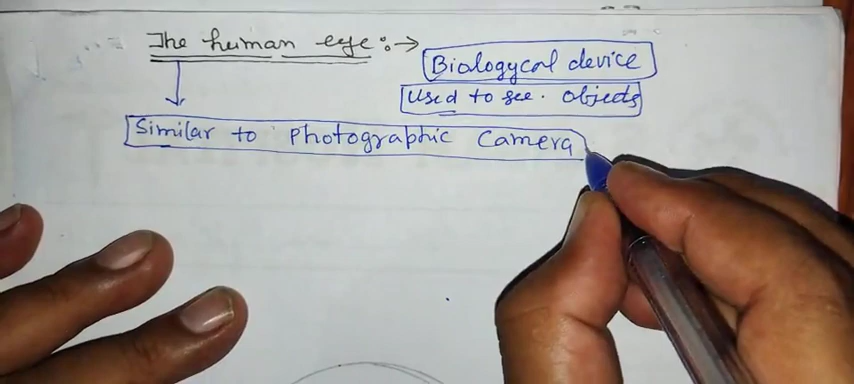 The human eye :→ Biologycal device
Used to see. objects
Similar to photographic Camera